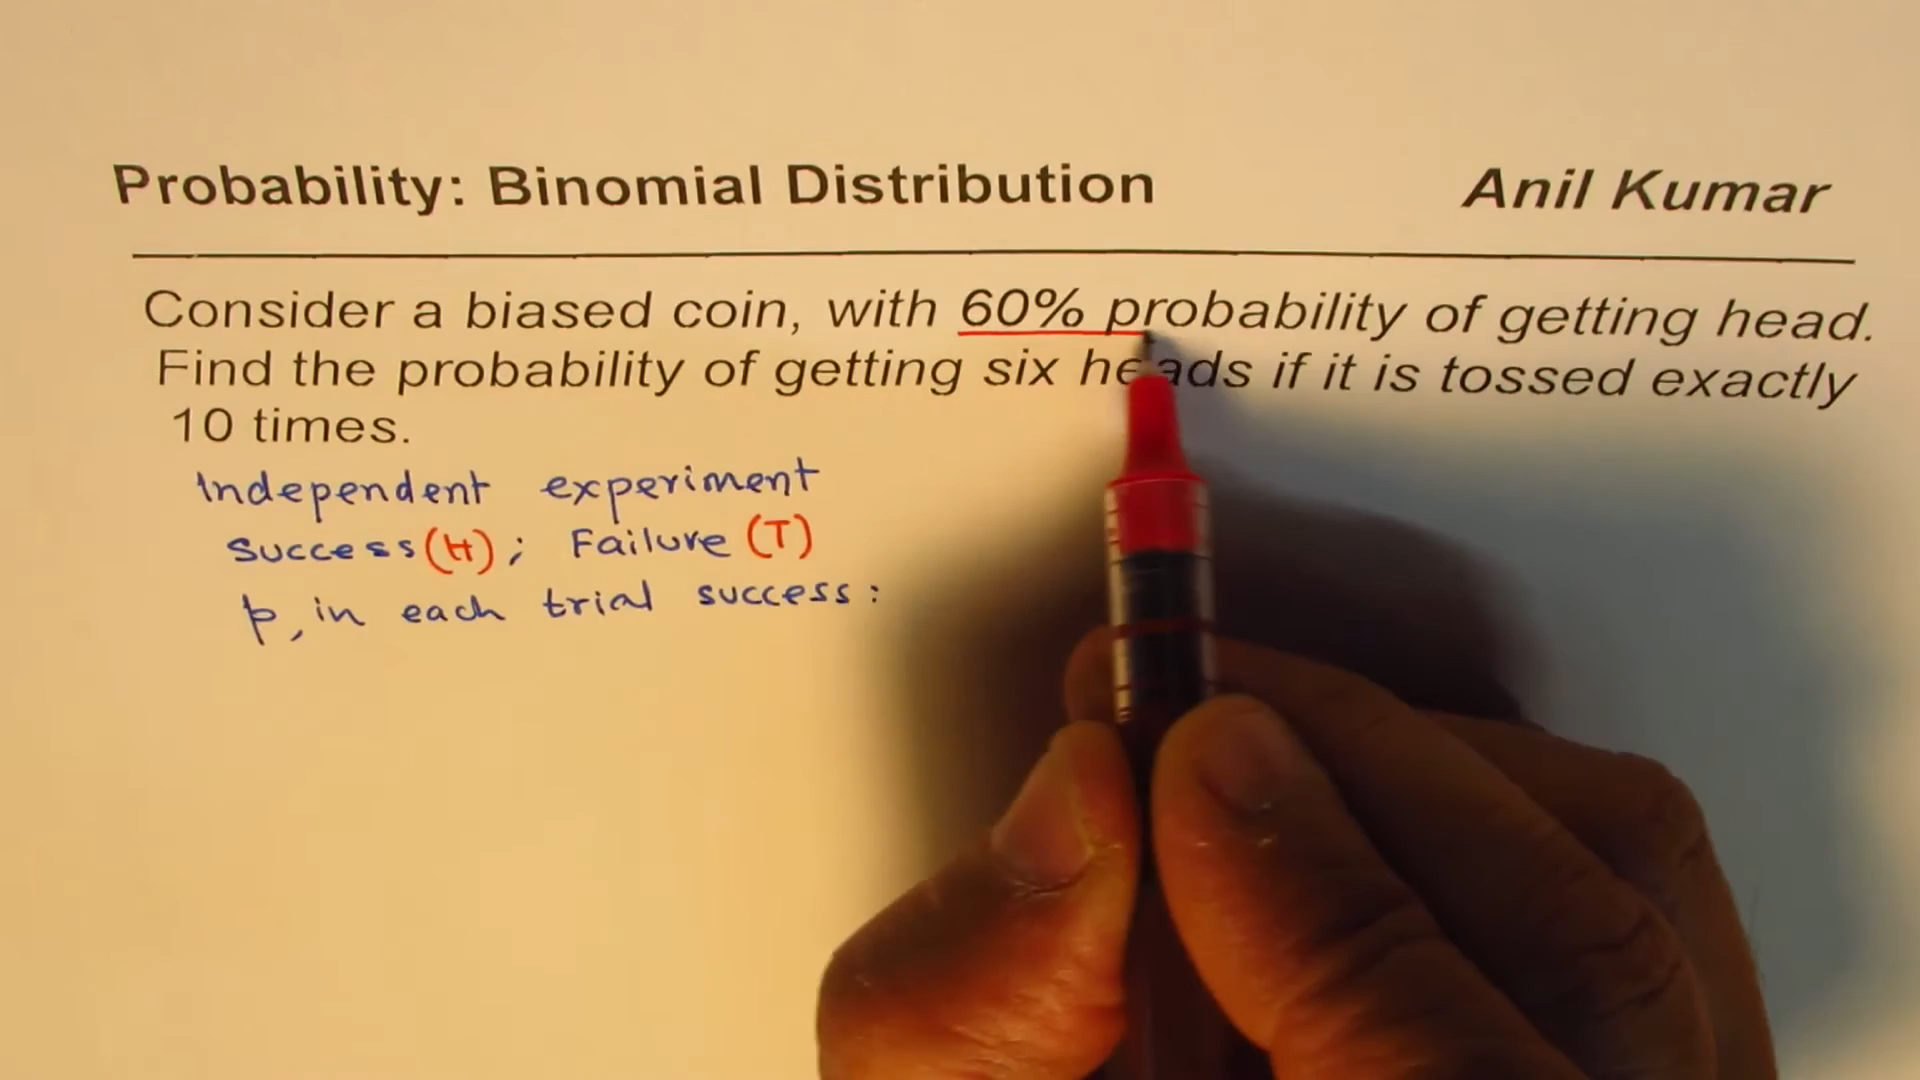 Probability: Binomial Distribution Anil Kumar
Consider a biased coin, with 60% probability of getting head.
Find the probability of getting six heads if it is tossed exactly
10 times.
Independent experiment
Success (H); Failure (T)
p, in each trial success: